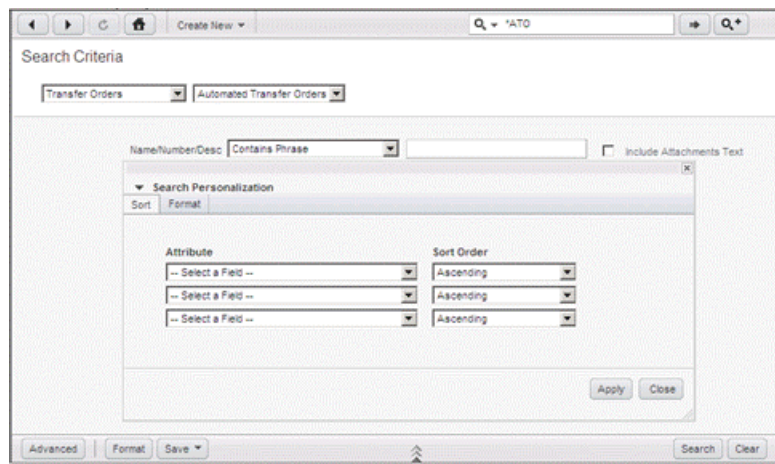 Create New *ATO
Search Criteria
Transfer Orders Automated Transfer Orders
Name/Number/Desc Contains Phrase Include Attachments Text
Search Personalization
Sort Format
Attribute Sort Order
-- Select a Field -- Ascending
-- Select a Field -- Ascending
-- Select a Field -- Ascending
Apply Close
Advanced Format Save Search Clear